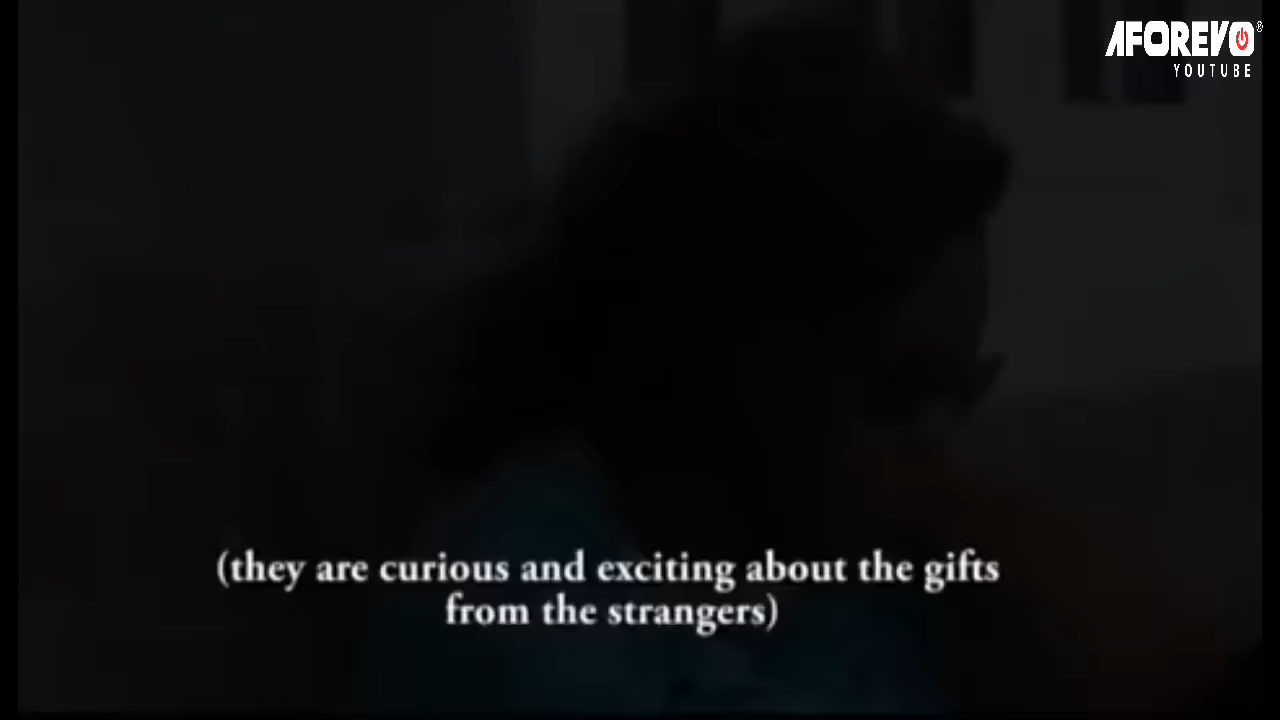 AFOREVO®
YOUTUBE
(they are curious and exciting about the gifts
from the strangers)